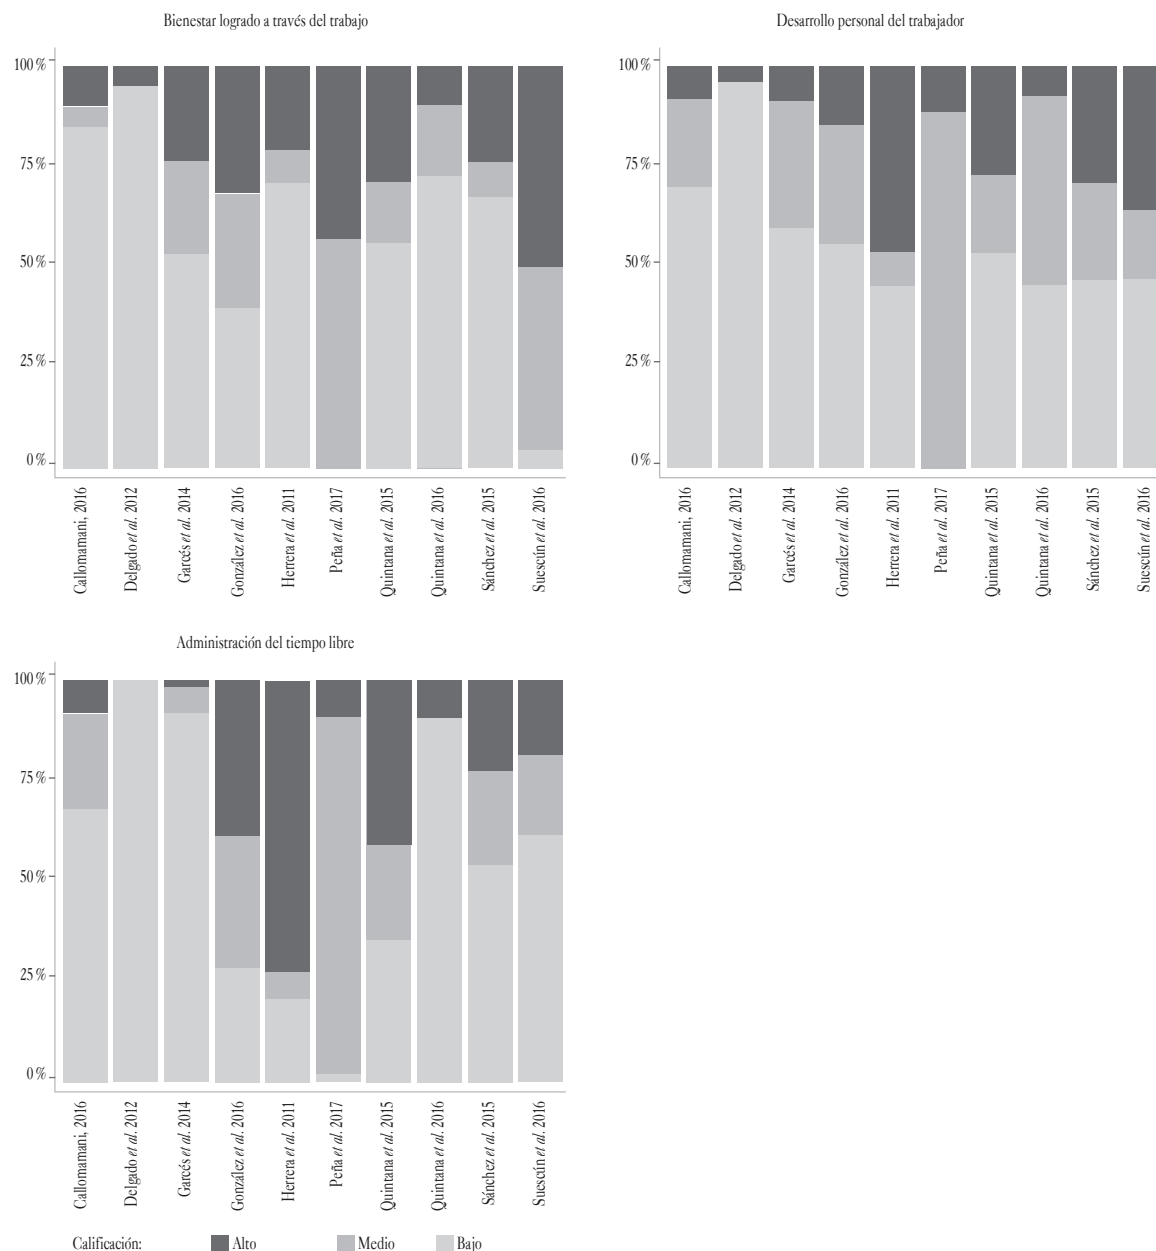 Bienestar logrado a través del trabajo
100 %
75 %
50 %
25 %
0 %
Callomamani, 2016
Delgado et al. 2012
Garcés et al. 2014
González et al. 2016
Herrera et al. 2011
Peña et al. 2017
Quintana et al. 2015
Quintana et al. 2016
Sánchez et al. 2015
Suescún et al. 2016
Desarrollo personal del trabajador
100 %
75 %
50 %
25 %
0 %
Callomamani, 2016
Delgado et al. 2012
Garcés et al. 2014
González et al. 2016
Herrera et al. 2011
Peña et al. 2017
Quintana et al. 2015
Quintana et al. 2016
Sánchez et al. 2015
Suescún et al. 2016
Administración del tiempo libre
100 %
75 %
50 %
25 %
0 %
Callomamani, 2016
Delgado et al. 2012
Garcés et al. 2014
González et al. 2016
Herrera et al. 2011
Peña et al. 2017
Quintana et al. 2015
Quintana et al. 2016
Sánchez et al. 2015
Suescún et al. 2016
Calificación: Alto Medio Bajo